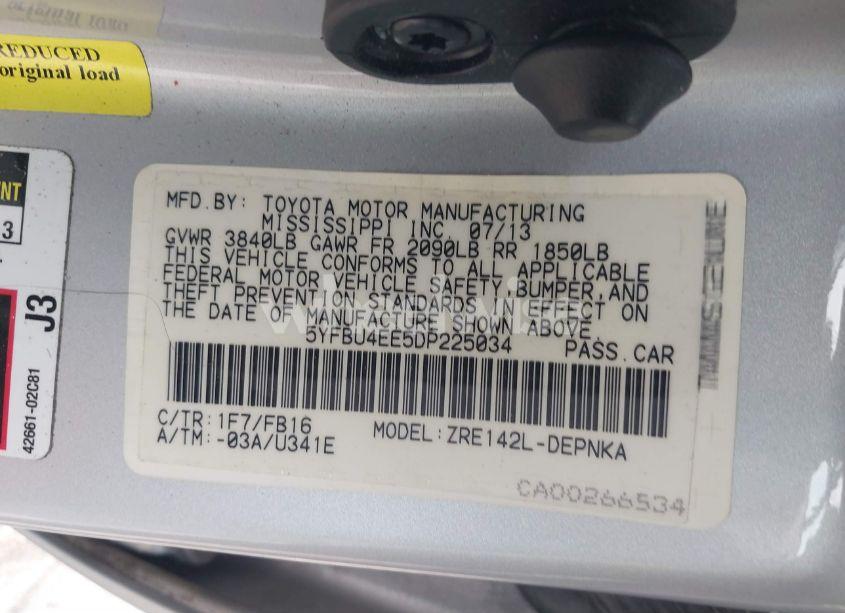 REDUCED
original load
NT
3
J3
42661-02C81
MFD.BY: TOYOTA MOTOR MANUFACTURING
MISSISSIPPI INC. 07/13
GVWR 3840LB GAWR FR 2090LB RR 1850LB
THIS VEHICLE CONFORMS TO ALL APPLICABLE
FEDERAL MOTOR VEHICLE SAFETY, BUMPER, AND
THEFT PREVENTION STANDARDS IN EFFECT ON
THE DATE OF MANUFACTURE SHOWN ABOVE.
5YFBU4EE5DP225034 PASS.CAR
C/TR:1F7/FB16
A/TM:-03A/U341E MODEL:ZRE142L-DEPNKA
CA00266534